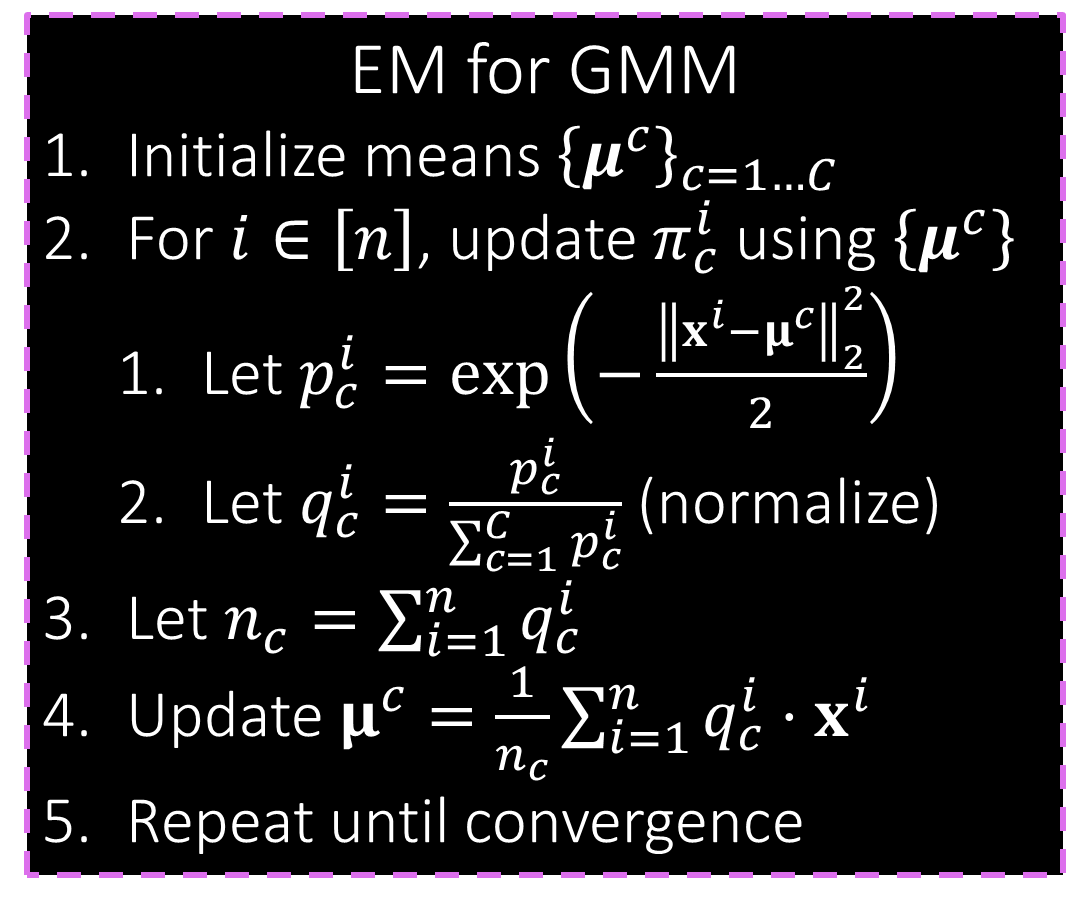 EM for GMM
1. Initialize means {𝝁^c}_{c=1…C}
2. For i ∈ [n], update π_c^i using {𝝁^c}
1. Let p_c^i = exp(−‖𝐱^i−𝛍^c‖_2^2 / 2)
2. Let q_c^i = p_c^i / ∑_{c=1}^C p_c^i (normalize)
3. Let n_c = ∑_{i=1}^n q_c^i
4. Update 𝛍^c = 1/n_c ∑_{i=1}^n q_c^i · 𝐱^i
5. Repeat until convergence